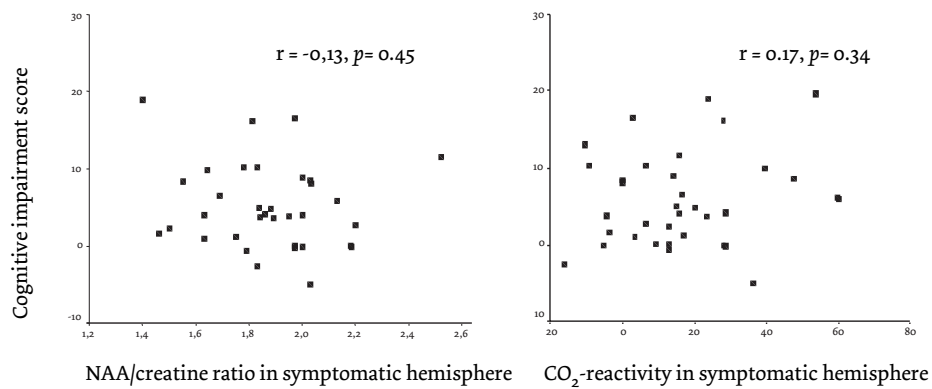 30
r = -0,13, p= 0.45
20
10
0
-10
1,2 1,4 1,6 1,8 2,0 2,2 2,4 2,6
Cognitive impairment score
NAA/creatine ratio in symptomatic hemisphere
30
r = 0.17, p= 0.34
20
10
0
10
20 0 20 40 60 80
CO₂-reactivity in symptomatic hemisphere